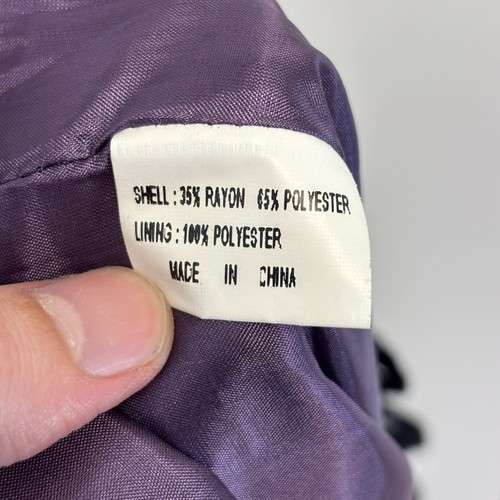 SHELL : 35% RAYON 65% POLYESTER
LINING : 100% POLYESTER
MADE IN CHINA